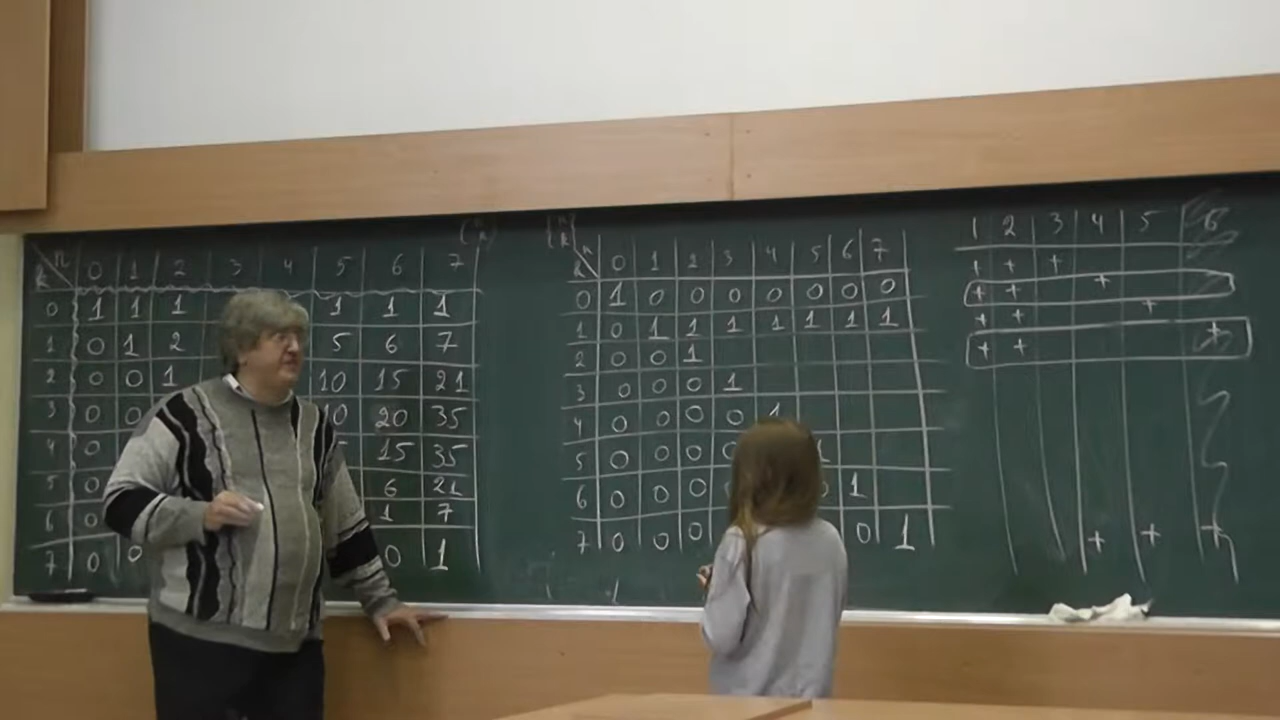 n k 0 1 2 3 4 5 6 7
0 1 1 1 1 1 1
1 0 1 2 5 6 7
2 0 0 1 10 15 21
3 0 0 20 35
4 0 0 15 35
5 0 6 21
6 0 1 7
7 0 0 0 1
n k 0 1 2 3 4 5 6 7
0 1 0 0 0 0 0 0 0
1 0 1 1 1 1 1 1 1
2 0 0 1
3 0 0 0 1
4 0 0 0 0 1
5 0 0 0
6 0 0 0 1
7 0 0 0 0 1
1 2 3 4 5 6
+ + +
+ + +
+ + +
+ + +
+ + +